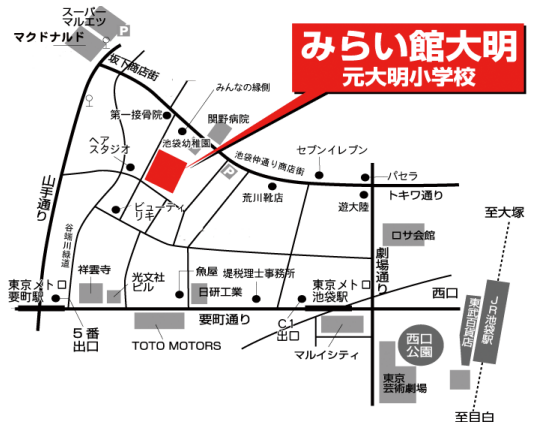 スーパー
マルエツ
マクドナルド
P
みらい館大明
元大明小学校
坂下商店街
みんなの縁側
第一接骨院
関野病院
池袋幼稚園
ヘア
スタジオ
池袋仲通り商店街
セブンイレブン
P
パセラ
トキワ通り
荒川靴店
遊大陸
山手通り
ビューティ
リキ
谷端川緑道
ロサ会館
至大塚
劇場通り
祥雲寺
光文社
ビル
魚屋
堤税理士事務所
日研工業
東京メトロ
要町駅
東京メトロ
池袋駅
西口
JR池袋駅
東武百貨店
5番
出口
要町通り
C1
出口
TOTO MOTORS
マルイシティ
西口
公園
東京
芸術劇場
至目白